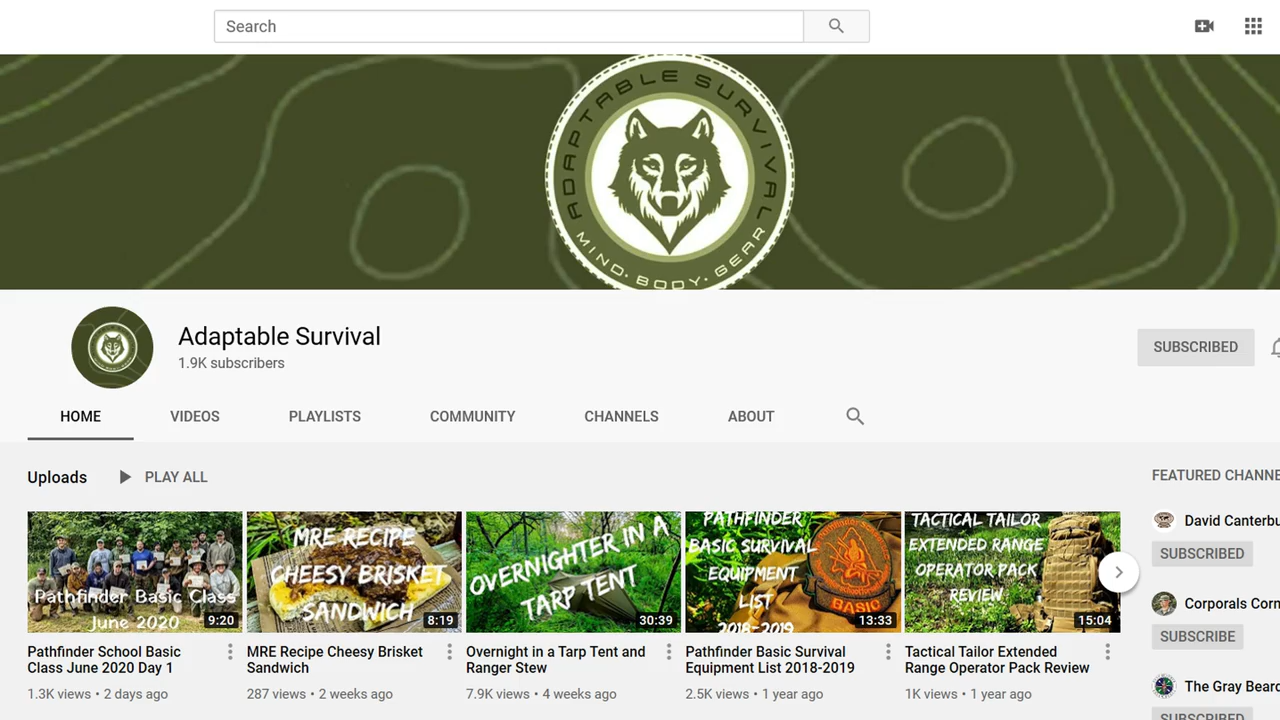 Search
ADAPTABLE SURVIVAL
MIND. BODY. GEAR
Adaptable Survival
1.9K subscribers
SUBSCRIBED
HOME VIDEOS PLAYLISTS COMMUNITY CHANNELS ABOUT
Uploads PLAY ALL
FEATURED CHANNE
Pathfinder Basic Class
June 2020
9:20
MRE RECIPE
CHEESY BRISKET
SANDWICH
8:19
OVERNIGHTER IN A
TARP TENT
30:39
PATHFINDER
BASIC SURVIVAL
EQUIPMENT
LIST
2018-2019
BASIC
13:33
TACTICAL TAILOR
EXTENDED RANGE
OPERATOR PACK
REVIEW
15:04
Pathfinder School Basic
Class June 2020 Day 1
1.3K views • 2 days ago
MRE Recipe Cheesy Brisket
Sandwich
287 views • 2 weeks ago
Overnight in a Tarp Tent and
Ranger Stew
7.9K views • 4 weeks ago
Pathfinder Basic Survival
Equipment List 2018-2019
2.5K views • 1 year ago
Tactical Tailor Extended
Range Operator Pack Review
1K views • 1 year ago
David Canterbu
SUBSCRIBED
Corporals Corn
SUBSCRIBE
The Gray Beard
SUBSCRIBED